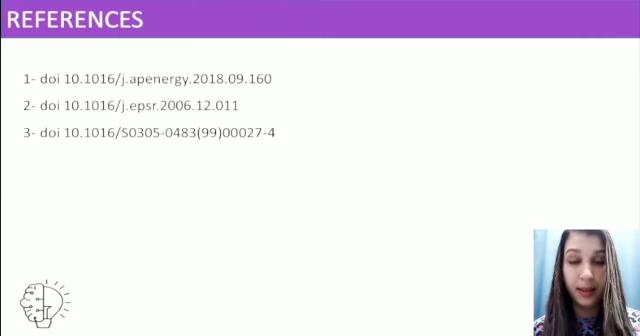 REFERENCES
1- doi 10.1016/j.apenergy.2018.09.160
2- doi 10.1016/j.epsr.2006.12.011
3- doi 10.1016/S0305-0483(99)00027-4